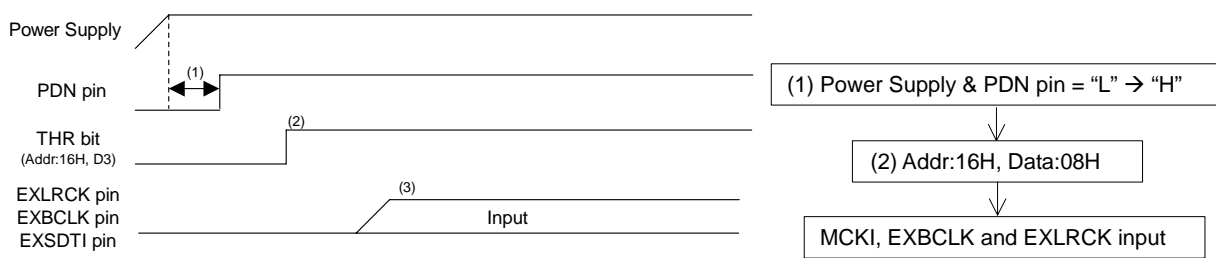 Power Supply
(1)
PDN pin
(2)
THR bit
(Addr:16H, D3)
(3)
EXLRCK pin
EXBCLK pin
EXSDTI pin
Input
(1) Power Supply & PDN pin = “L” → “H”
(2) Addr:16H, Data:08H
MCKI, EXBCLK and EXLRCK input